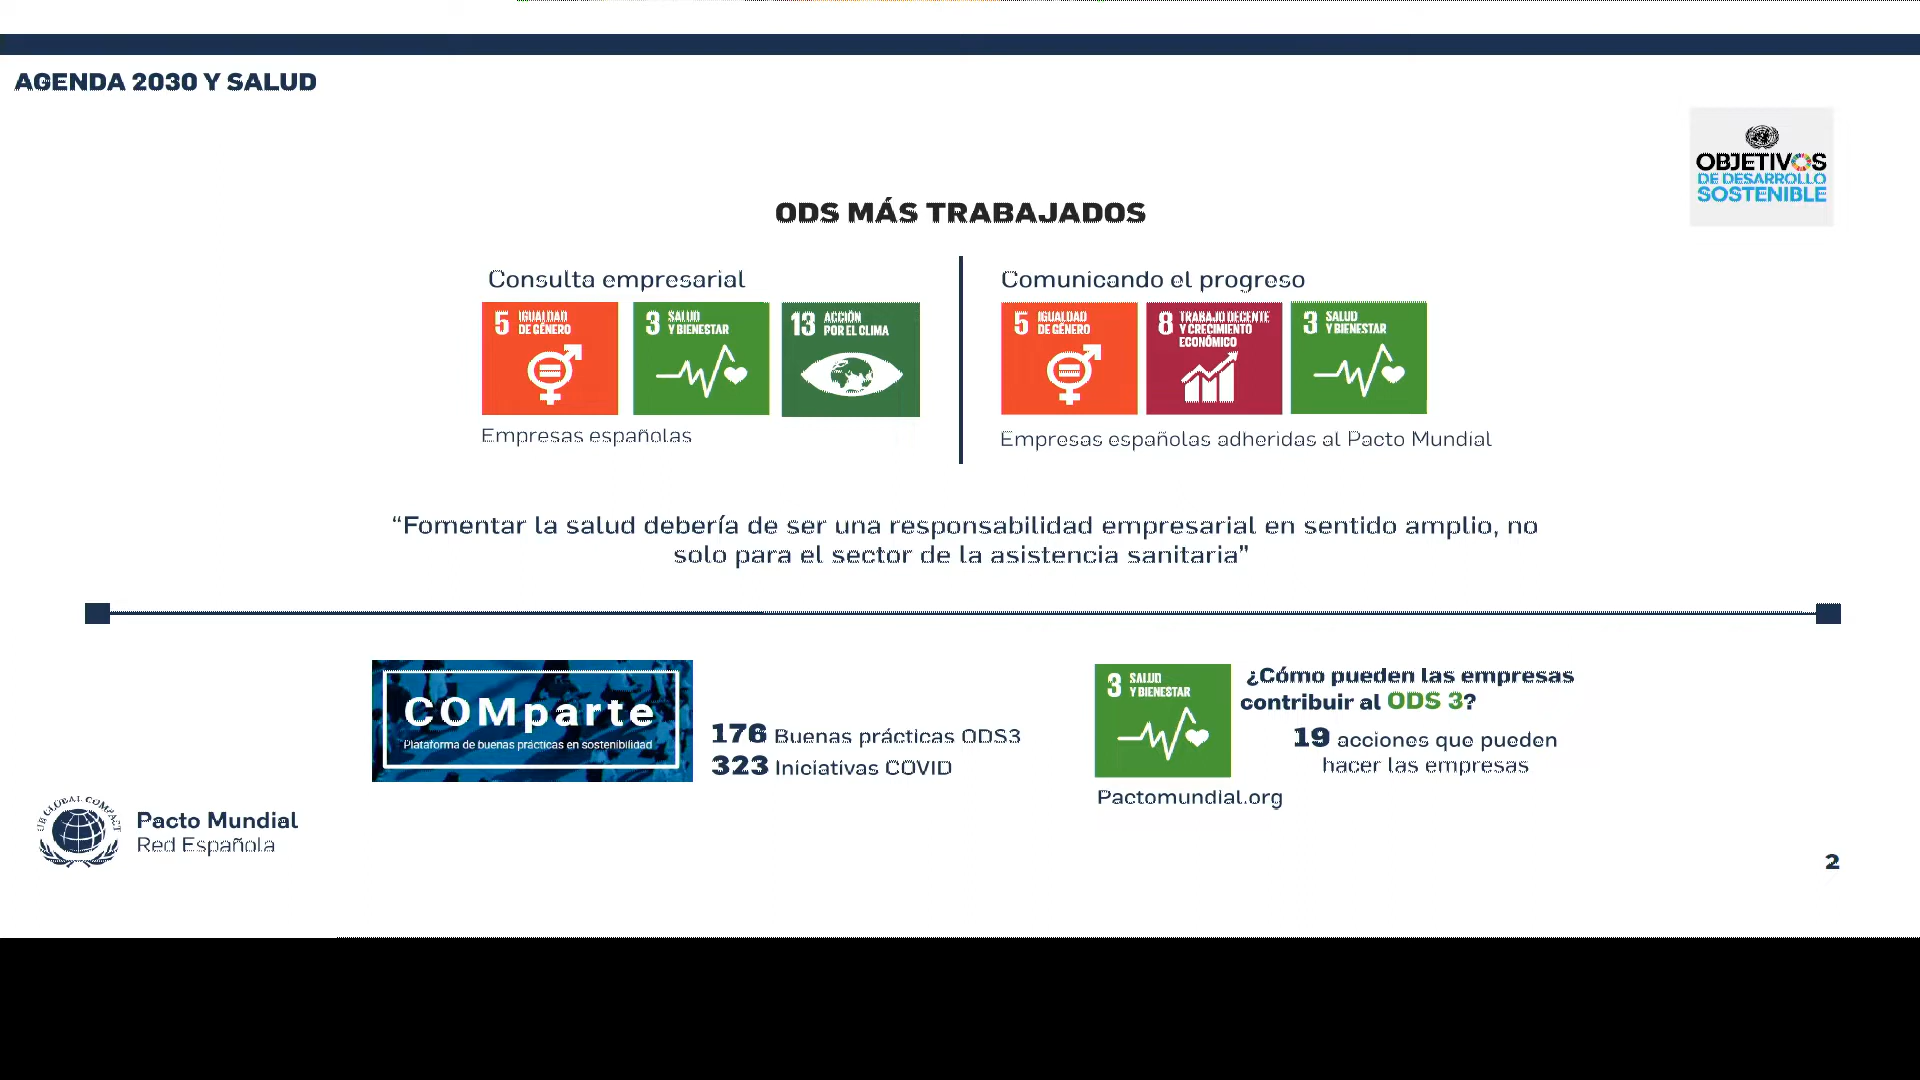 AGENDA 2030 Y SALUD
OBJETIVOS
DE DESARROLLO
SOSTENIBLE
ODS MÁS TRABAJADOS
Consulta empresarial
5 IGUALDAD
DE GÉNERO
3 SALUD
Y BIENESTAR
13 ACCIÓN
POR EL CLIMA
Empresas españolas
Comunicando el progreso
5 IGUALDAD
DE GÉNERO
8 TRABAJO DECENTE
Y CRECIMIENTO
ECONÓMICO
3 SALUD
Y BIENESTAR
Empresas españolas adheridas al Pacto Mundial
“Fomentar la salud debería de ser una responsabilidad empresarial en sentido amplio, no
solo para el sector de la asistencia sanitaria”
COMparte
Plataforma de buenas prácticas en sostenibilidad
176 Buenas prácticas ODS3
323 Iniciativas COVID
3 SALUD
Y BIENESTAR
¿Cómo pueden las empresas
contribuir al ODS 3?
19 acciones que pueden
hacer las empresas
Pactomundial.org
UN GLOBAL COMPACT
Pacto Mundial
Red Española
2